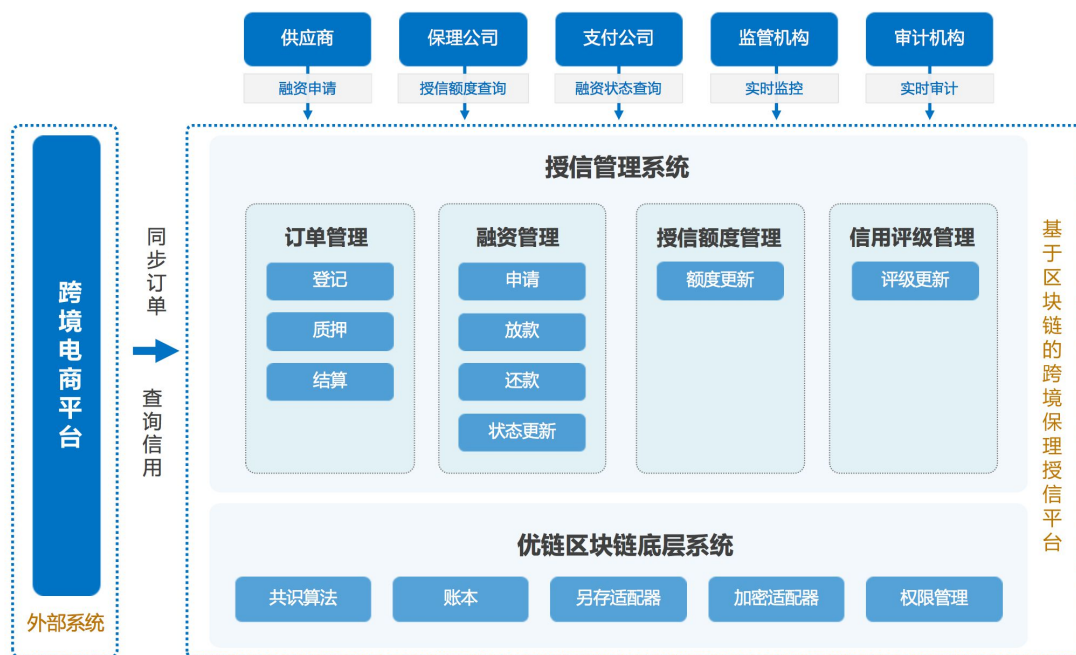 供应商
保理公司
支付公司
监管机构
审计机构
融资申请
授信额度查询
融资状态查询
实时监控
实时审计
跨境电商平台
外部系统
同步订单
查询信用
授信管理系统
订单管理
登记
质押
结算
融资管理
申请
放款
还款
状态更新
授信额度管理
额度更新
信用评级管理
评级更新
优链区块链底层系统
共识算法
账本
另存适配器
加密适配器
权限管理
基于区块链的跨境保理授信平台